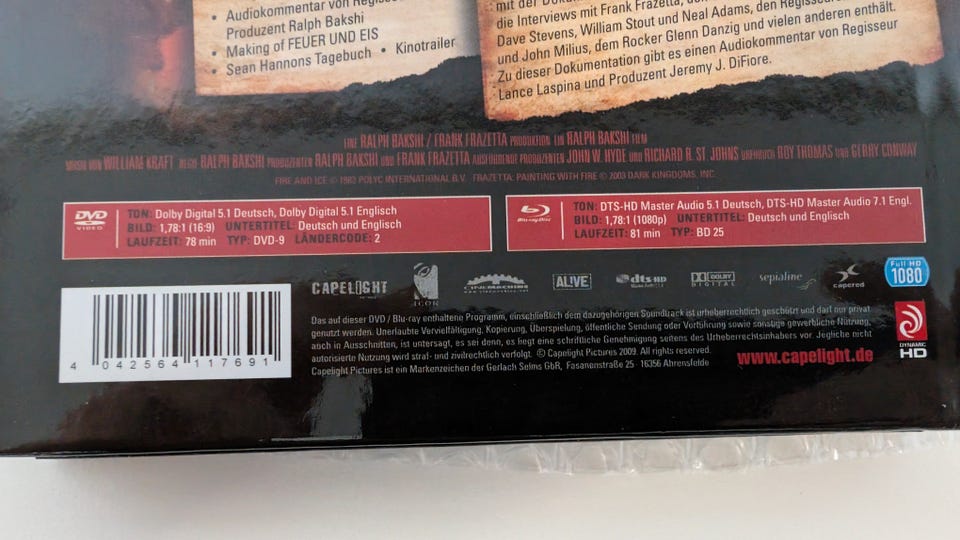 • Audiokommentar von Regisseur
Produzent Ralph Bakshi
• Making of FEUER UND EIS
• Sean Hannons Tagebuch • Kinotrailer
mit der
die Interviews mit Frank Frazetta, den
Dave Stevens, William Stout und Neal Adams, den Regisseuren
und John Milius, dem Rocker Glenn Danzig und vielen anderen enthält.
Zu dieser Dokumentation gibt es einen Audiokommentar von Regisseur
Lance Laspina und Produzent Jeremy J. DiFiore.
EINE RALPH BAKSHI / FRANK FRAZETTA PRODUKTION EIN RALPH BAKSHI FILM
MUSIK VON WILLIAM KRAFT REGIE RALPH BAKSHI PRODUZENTEN RALPH BAKSHI UND FRANK FRAZETTA AUSFÜHRENDE PRODUZENTEN JOHN W. HYDE UND RICHARD R. ST. JOHNS DREHBUCH ROY THOMAS UND GERRY CONWAY
FIRE AND ICE © 1983 POLYC INTERNATIONAL B.V. FRAZETTA: PAINTING WITH FIRE © 2003 DARK KINGDOMS, INC.
DVD VIDEO
TON: Dolby Digital 5.1 Deutsch, Dolby Digital 5.1 Englisch
BILD: 1,78:1 (16:9) UNTERTITEL: Deutsch und Englisch
LAUFZEIT: 78 min TYP: DVD-9 LÄNDERCODE: 2
Blu-ray Disc
TON: DTS-HD Master Audio 5.1 Deutsch, DTS-HD Master Audio 7.1 Engl.
BILD: 1,78:1 (1080p) UNTERTITEL: Deutsch und Englisch
LAUFZEIT: 81 min TYP: BD 25
CAPELIGHT
IGOR
CINEMACHINE
ALIVE
dts-HD
DOLBY DIGITAL
sepialine
capered
Full-HD
1080
4 042564 117691
Das auf dieser DVD / Blu-ray enthaltene Programm, einschließlich dem dazugehörigen Soundtrack ist urheberrechtlich geschützt und darf nur privat
genutzt werden. Unerlaubte Vervielfältigung, Kopierung, Überspielung, öffentliche Sendung oder Vorführung sowie sonstige gewerbliche Nutzung,
auch in Ausschnitten, ist untersagt, es sei denn, es liegt eine schriftliche Genehmigung seitens des Urheberrechtsinhabers vor. Jegliche nicht
autorisierte Nutzung wird straf- und zivilrechtlich verfolgt. © Capelight Pictures 2009. All rights reserved.
Capelight Pictures ist ein Markenzeichen der Gerlach Selms GbR, Fasanenstraße 25 · 16356 Ahrensfelde
www.capelight.de
DYNAMIC
HD